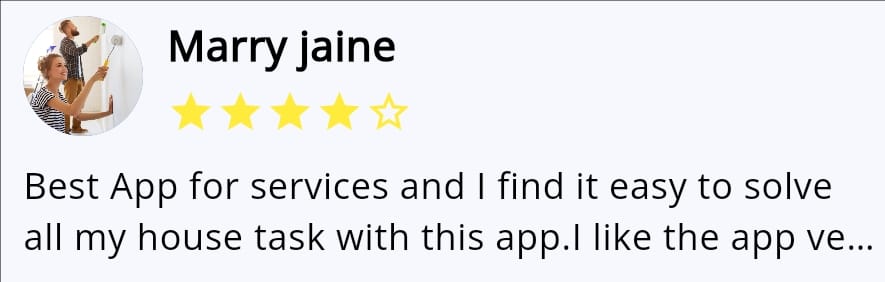 Marry jaine
Best App for services and I find it easy to solve
all my house task with this app.I like the app ve...